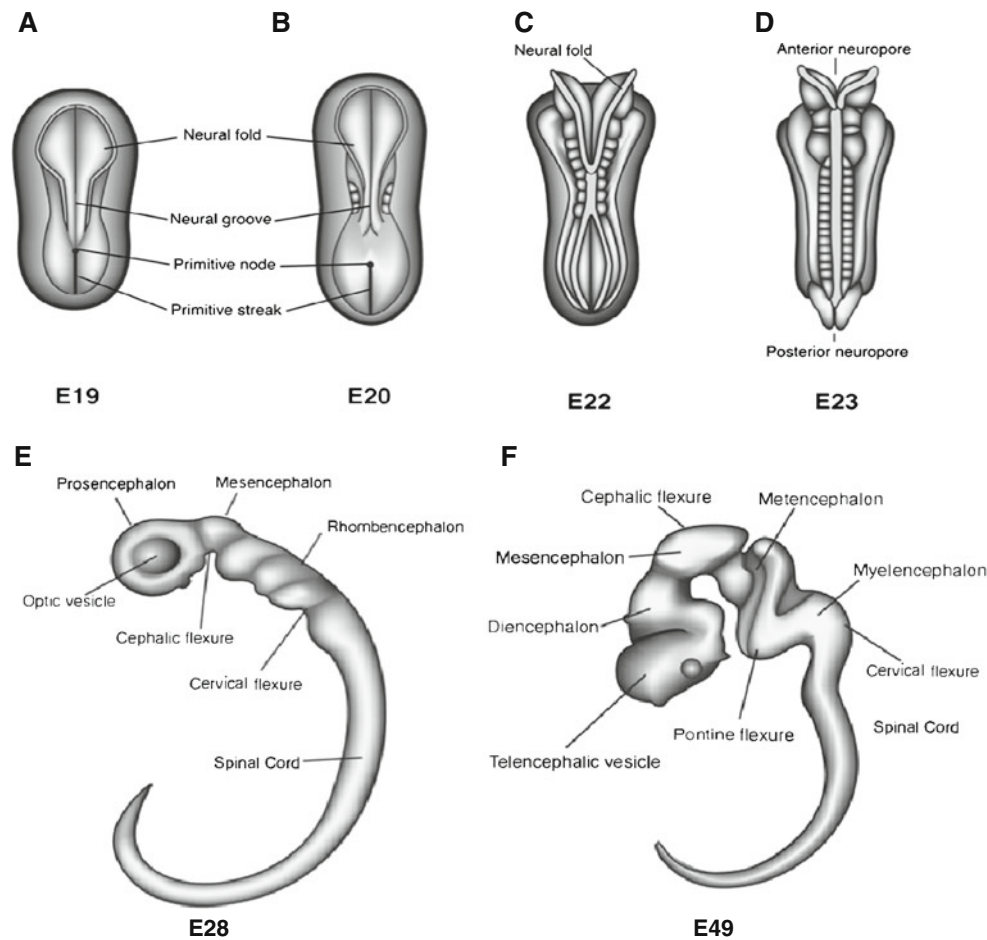 A
B
C
D
Neural fold
Anterior neuropore
Neural fold
Neural groove
Primitive node
Primitive streak
Posterior neuropore
E19
E20
E22
E23
E
F
Prosencephalon
Mesencephalon
Rhombencephalon
Optic vesicle
Cephalic flexure
Cervical flexure
Spinal Cord
E28
Cephalic flexure
Metencephalon
Mesencephalon
Myelencephalon
Diencephalon
Cervical flexure
Pontine flexure
Spinal Cord
Telencephalic vesicle
E49